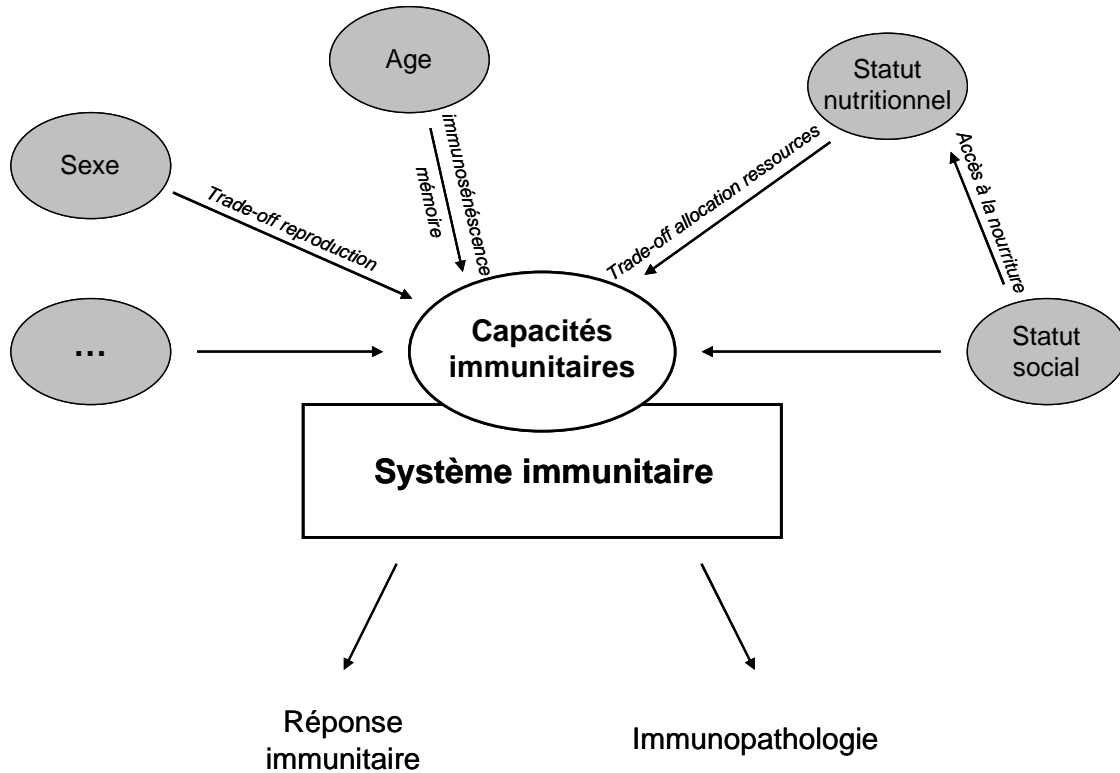 Age
Statut
nutritionnel
Sexe
Trade-off reproduction
mémoire
immunosénéscence
Trade-off allocation ressources
Accès à la nourriture
...
Capacités
immunitaires
Statut
social
Système immunitaire
Réponse
immunitaire
Immunopathologie